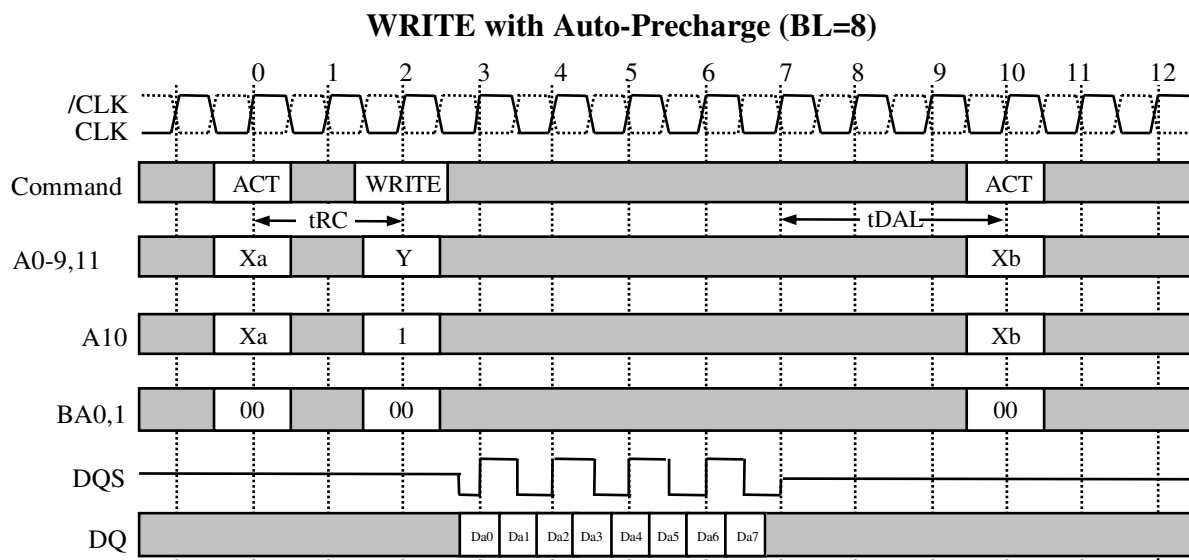 WRITE with Auto-Precharge (BL=8)
0 1 2 3 4 5 6 7 8 9 10 11 12
/CLK
CLK
Command ACT WRITE ACT
tRC tDAL
A0-9,11 Xa Y Xb
A10 Xa 1 Xb
BA0,1 00 00 00
DQS
DQ Da0 Da1 Da2 Da3 Da4 Da5 Da6 Da7